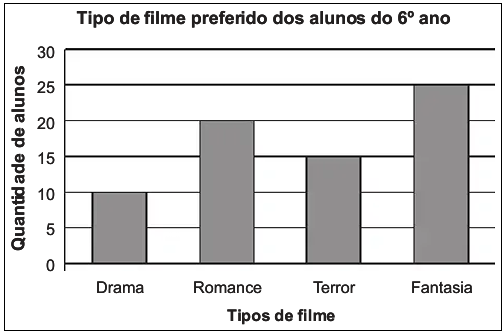 Tipo de filme preferido dos alunos do 6º ano
Quantidade de alunos
30
25
20
15
10
5
0
Drama Romance Terror Fantasia
Tipos de filme